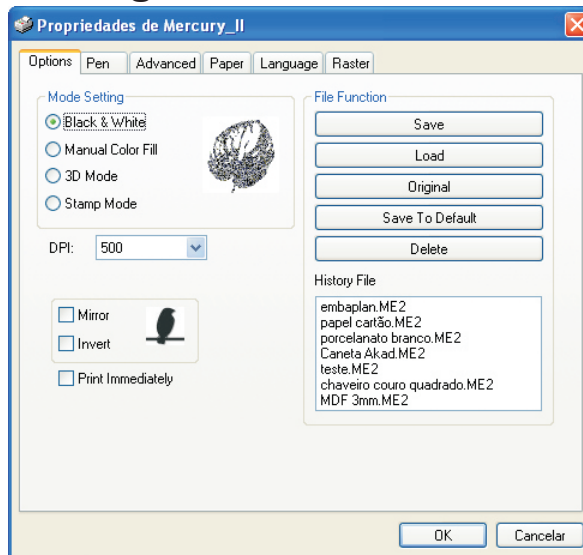 Propriedades de Mercury_II
Options Pen Advanced Paper Language Raster
Mode Setting
Black & White
Manual Color Fill
3D Mode
Stamp Mode
DPI: 500
Mirror
Invert
Print Immediately
File Function
Save
Load
Original
Save To Default
Delete
History File
embaplan.ME2
papel cartão.ME2
porcelanato branco.ME2
Caneta Akad.ME2
teste.ME2
chaveiro couro quadrado.ME2
MDF 3mm.ME2
OK Cancelar